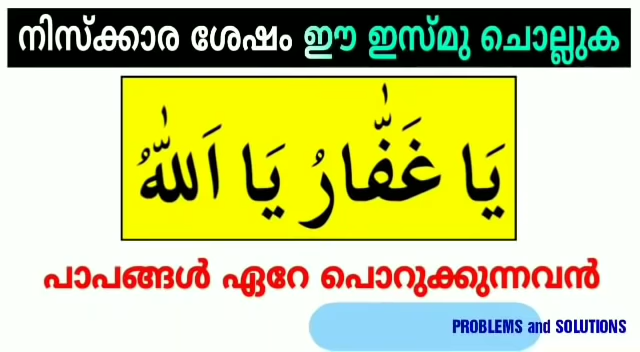 നിസ്ക്കാര ശേഷം ഈ ഇസ്മു ചൊല്ലുക
يَا غَفَّارُ يَا اَللّٰهُ
പാപങ്ങൾ ഏറേ പൊറുക്കുന്നവൻ
PROBLEMS and SOLUTIONS